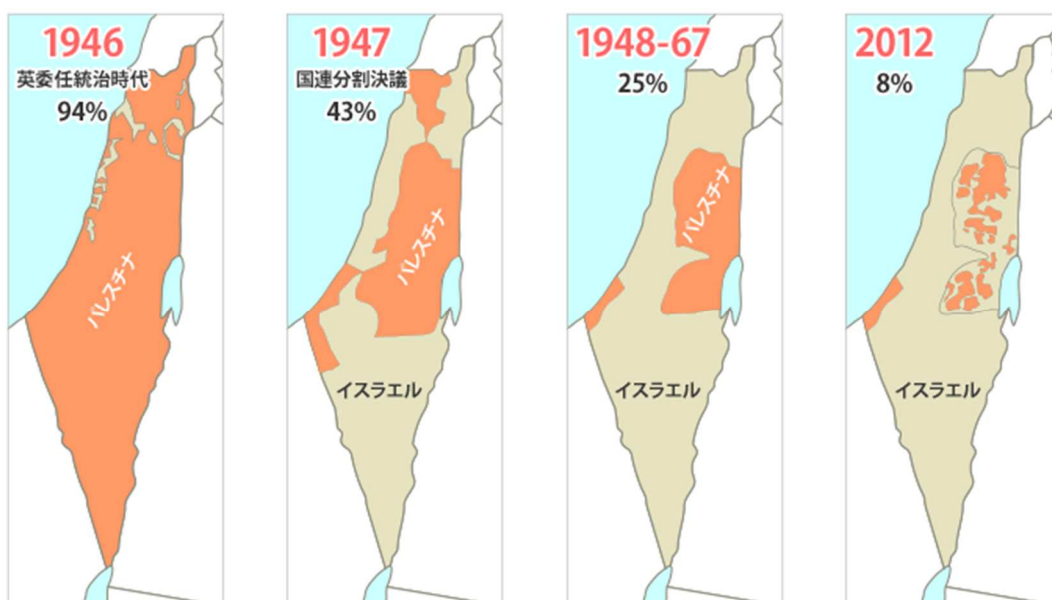 1946
英委任統治時代
94%
パレスチナ
1947
国連分割決議
43%
パレスチナ
イスラエル
1948-67
25%
パレスチナ
イスラエル
2012
8%
イスラエル